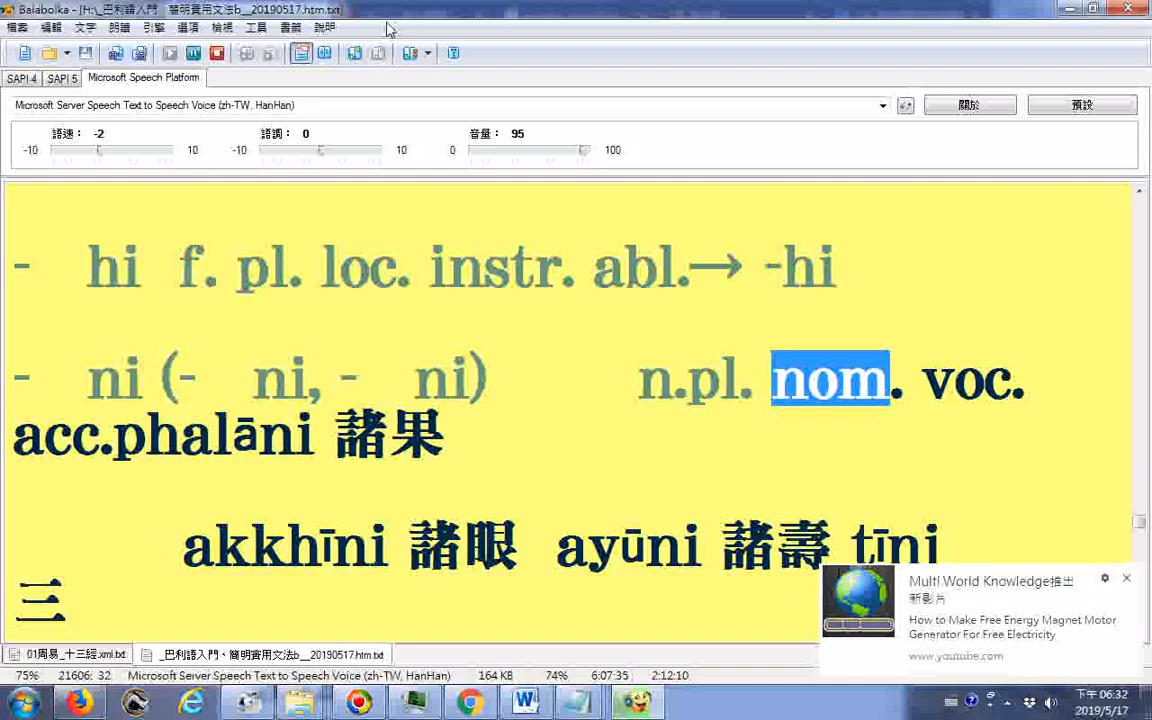 Balabolka - [H:\_巴利語入門、簡明實用文法b__20190517.htm.txt]
檔案 編輯 文字 朗讀 引擎 選項 檢視 工具 書籤 說明
SAPI 4 SAPI 5 Microsoft Speech Platform
Microsoft Server Speech Text to Speech Voice (zh-TW, HanHan) 關於 預設
語速： -2 語調： 0 音量： 95
-10 10 -10 10 0 100
- hi f. pl. loc. instr. abl.→ -hi
- ni (- ni, - ni) n.pl. nom. voc.
acc.phalāni 諸果
akkhīni 諸眼 ayūni 諸壽 tīni
三
Multi World Knowledge推出
新影片
How to Make Free Energy Magnet Motor
Generator For Free Electricity
www.youtube.com
01周易_十三經.xml.txt _巴利語入門、簡明實用文法b__20190517.htm.txt
75% 21606: 32 Microsoft Server Speech Text to Speech Voice (zh-TW, HanHan) 164 KB 74% 6:07:35 2:12:10
下午 06:32
2019/5/17